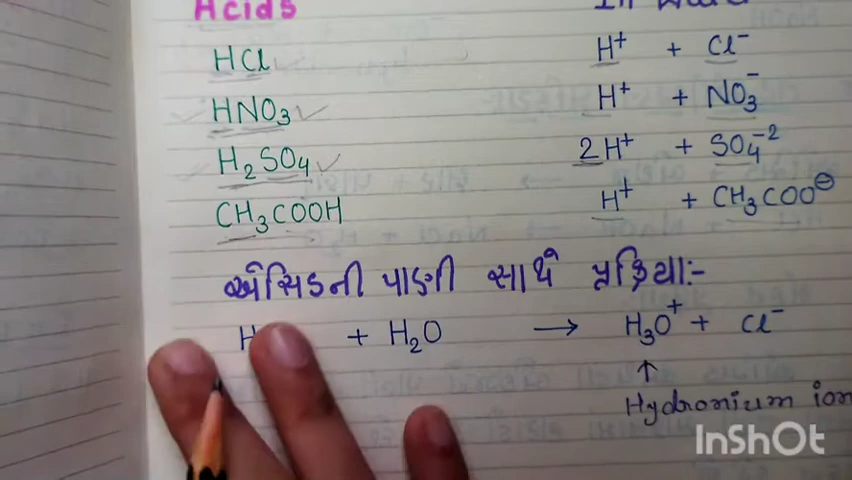 Acids
HCl H⁺ + Cl⁻
HNO₃ H⁺ + NO₃⁻
H₂SO₄ 2H⁺ + SO₄⁻²
CH₃COOH H⁺ + CH₃COO⊖
એસિડની પાણી સાથે પ્રક્રિયા:-
H + H₂O → H₃O⁺ + Cl⁻
↑
Hydronium ion
InShOt